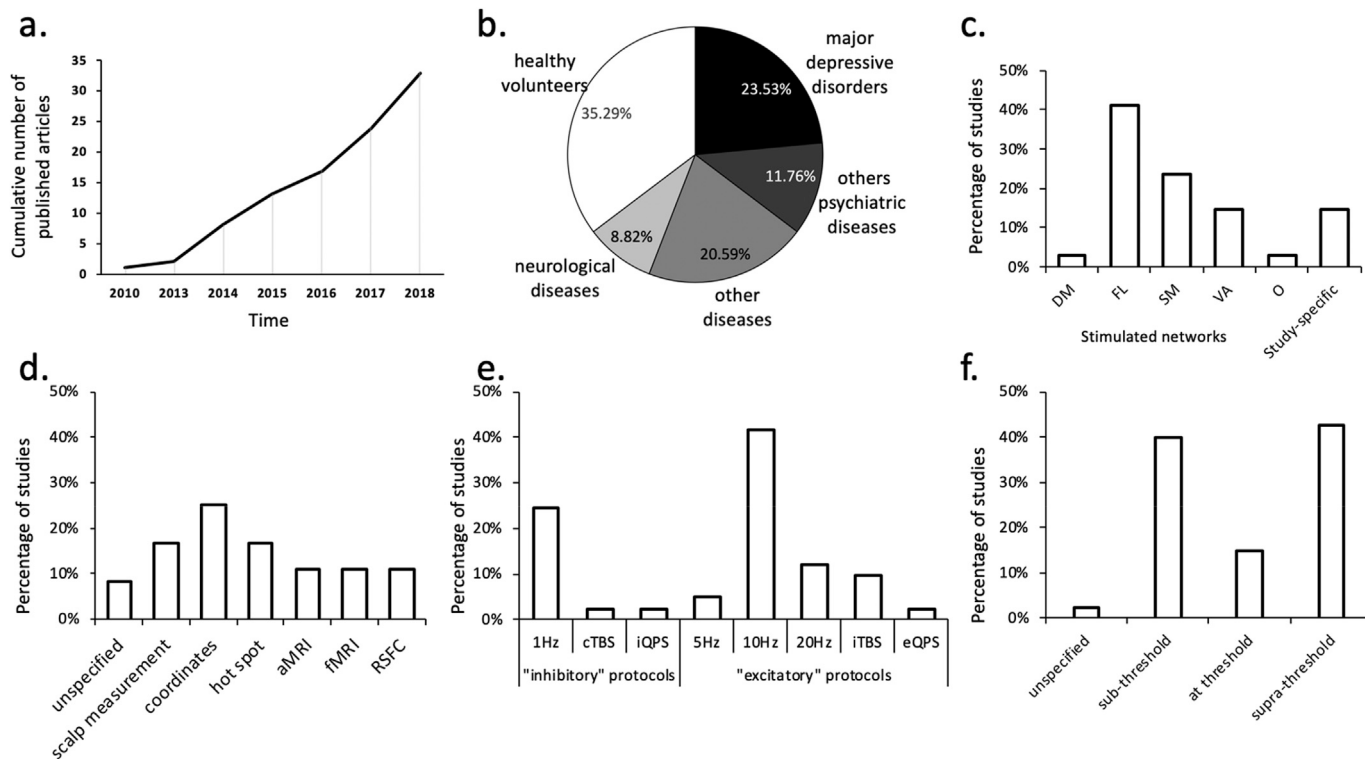 a.
35
30
25
20
15
10
5
0
Cumulative number of
published articles
2010 2013 2014 2015 2016 2017 2018
Time
b.
healthy
volunteers
35.29%
major
depressive
disorders
23.53%
11.76%
others
psychiatric
diseases
8.82%
neurological
diseases
20.59%
other
diseases
c.
50%
40%
30%
20%
10%
0%
Percentage of studies
DM FL SM VA O Study-specific
Stimulated networks
d.
50%
40%
30%
20%
10%
0%
Percentage of studies
unspecified
scalp measurement
coordinates
hot spot
aMRI
fMRI
RSFC
e.
50%
40%
30%
20%
10%
0%
Percentage of studies
1Hz cTBS iQPS 5Hz 10Hz 20Hz iTBS eQPS
"inhibitory" protocols "excitatory" protocols
f.
50%
40%
30%
20%
10%
0%
Percentage of studies
unspecified
sub-threshold
at threshold
supra-threshold